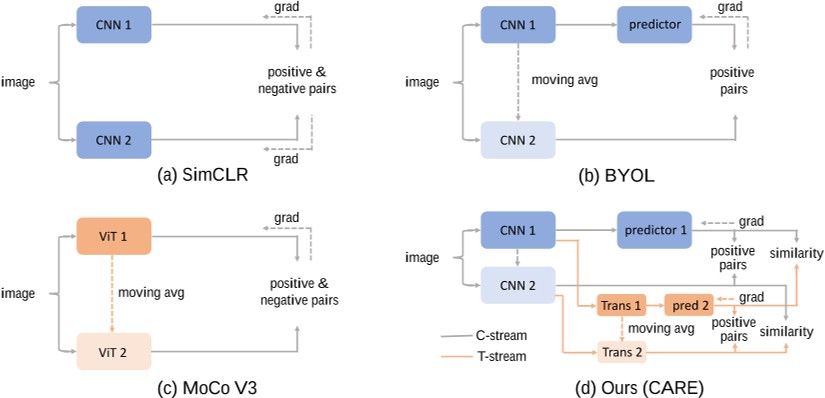 grad
CNN 1
image
positive &
negative pairs
CNN 2
grad
(a) SimCLR
grad
CNN 1
predictor
image
moving avg
positive
pairs
CNN 2
(b) BYOL
grad
ViT 1
image
moving avg
positive &
negative pairs
ViT 2
(c) MoCo V3
CNN 1
predictor 1
grad
image
positive
pairs
similarity
CNN 2
Trans 1
pred 2
grad
moving avg
positive
pairs
similarity
Trans 2
C-stream
T-stream
(d) Ours (CARE)